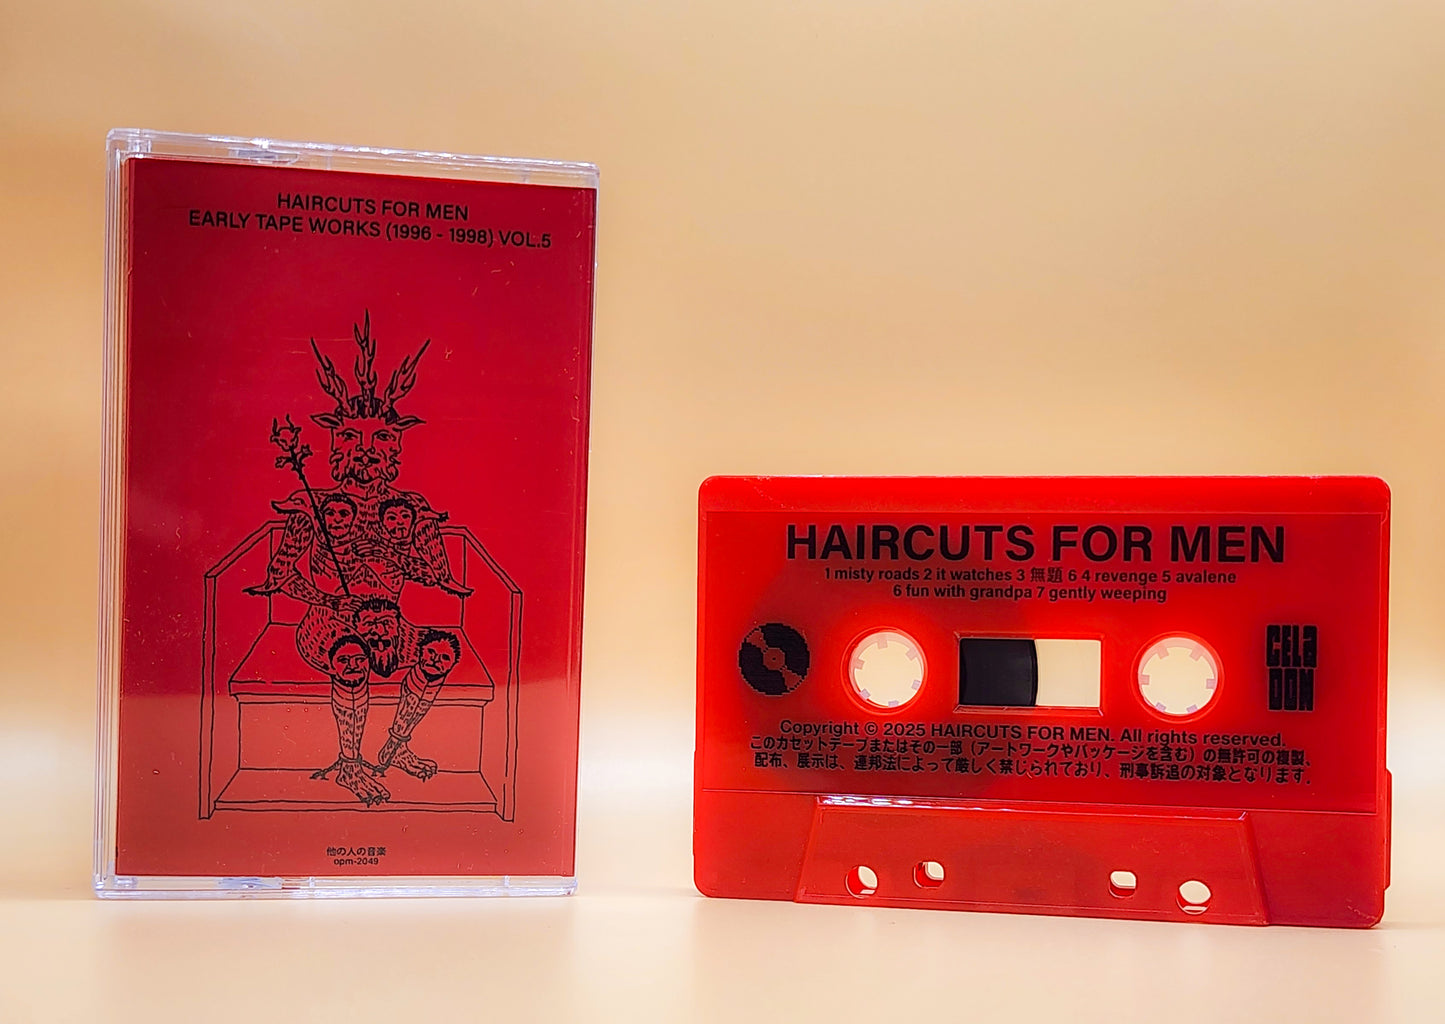 HAIRCUTS FOR MEN
EARLY TAPE WORKS (1996 - 1998) VOL.5
他の人の音楽
opm-2049
HAIRCUTS FOR MEN
1 misty roads 2 it watches 3 無題 6 4 revenge 5 avalene
6 fun with grandpa 7 gently weeping
CELA
DON
Copyright © 2025 HAIRCUTS FOR MEN. All rights reserved.
このカセットテープまたはその一部（アートワークやパッケージを含む）の無許可の複製、
配布、展示は、連邦法によって厳しく禁じられており、刑事訴追の対象となります.